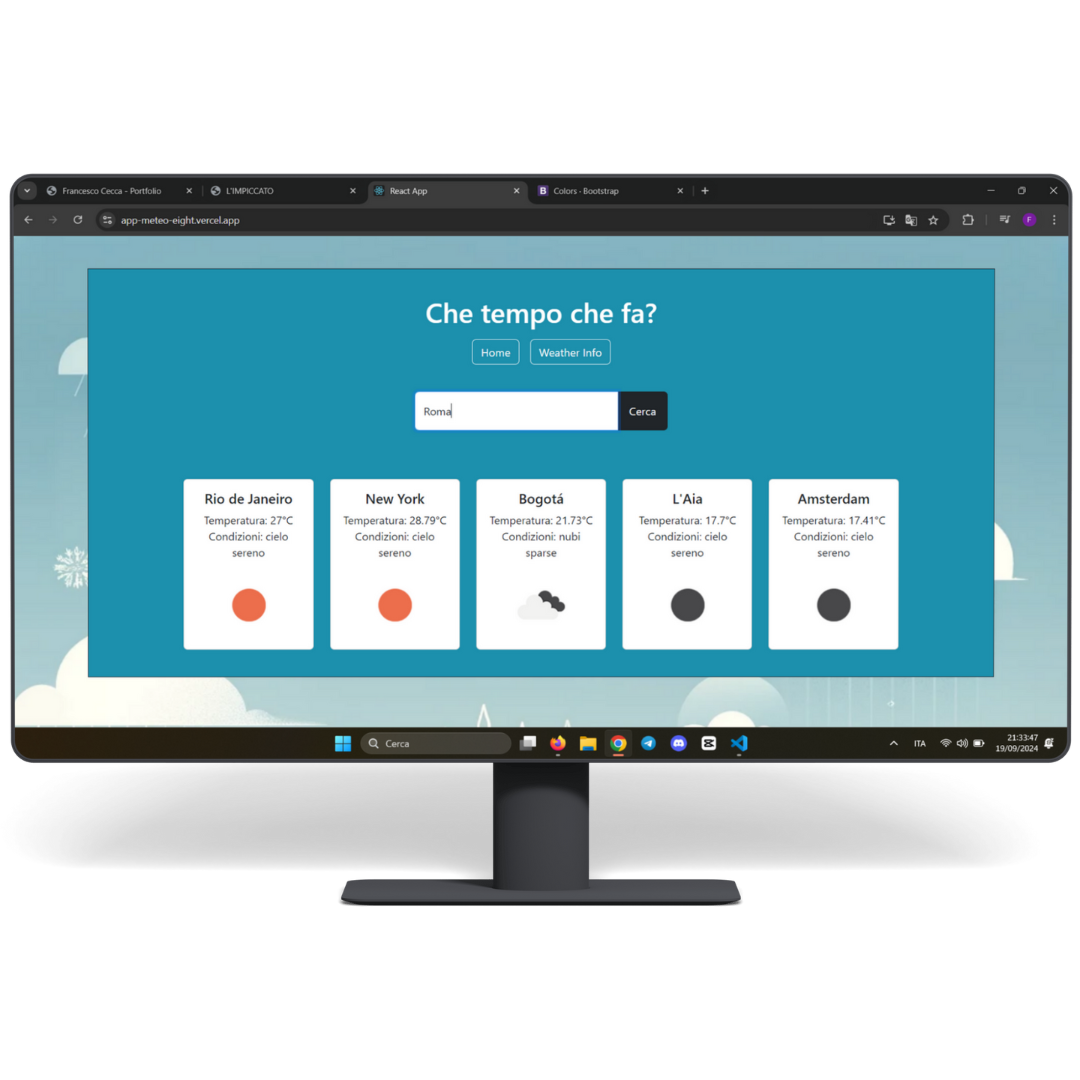 Francesco Cecca - Portfolio
L'IMPICCATO
React App
B Colors · Bootstrap
app-meteo-eight.vercel.app
F
Che tempo che fa?
Home
Weather Info
Roma
Cerca
Rio de Janeiro
Temperatura: 27°C
Condizioni: cielo
sereno
New York
Temperatura: 28.79°C
Condizioni: cielo
sereno
Bogotá
Temperatura: 21.73°C
Condizioni: nubi
sparse
L'Aia
Temperatura: 17.7°C
Condizioni: cielo
sereno
Amsterdam
Temperatura: 17.41°C
Condizioni: cielo
sereno
Cerca
ITA
21:33:47
19/09/2024